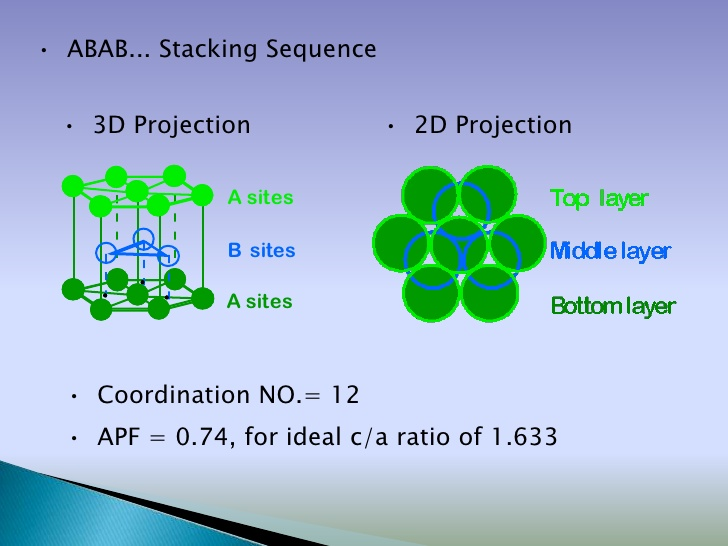 • ABAB... Stacking Sequence
• 3D Projection
• 2D Projection
A sites
B sites
A sites
Top layer
Middle layer
Bottom layer
• Coordination NO.= 12
• APF = 0.74, for ideal c/a ratio of 1.633